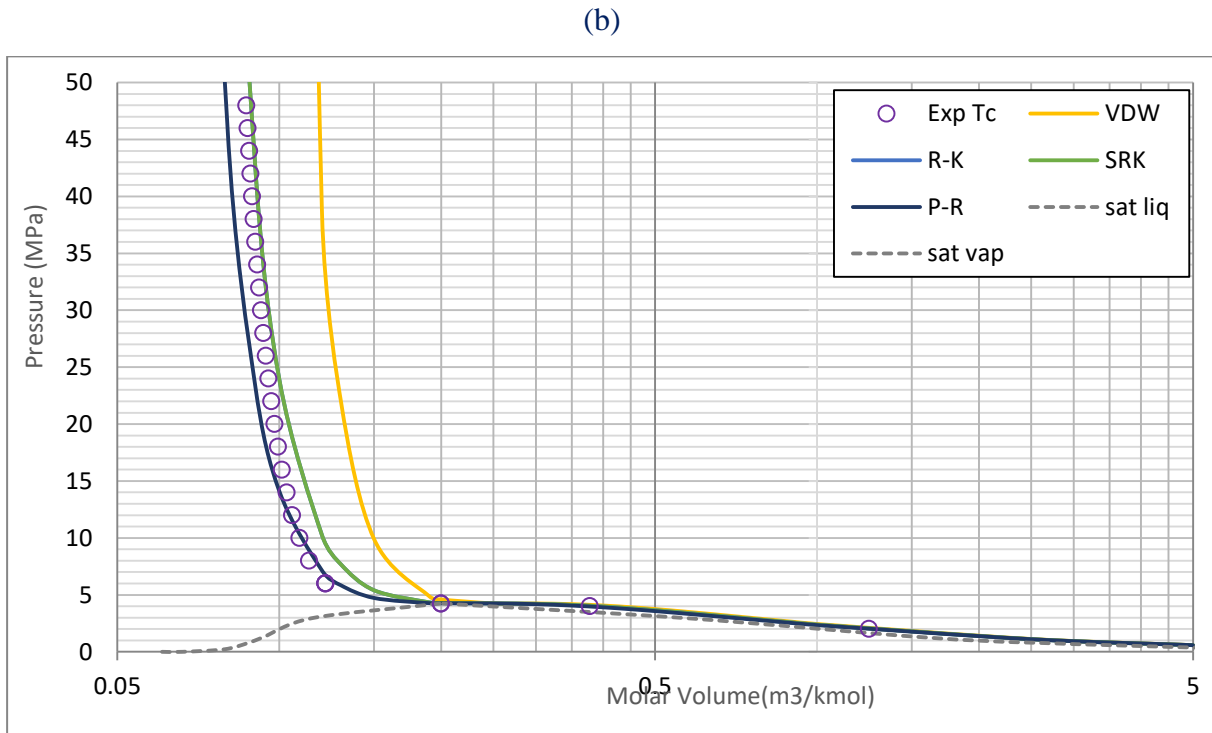 (b)
50
45
40
35
30
25
20
15
10
5
0
Pressure (MPa)
Exp Tc
VDW
R-K
SRK
P-R
sat liq
sat vap
0.05
0.5
5
Molar Volume(m3/kmol)